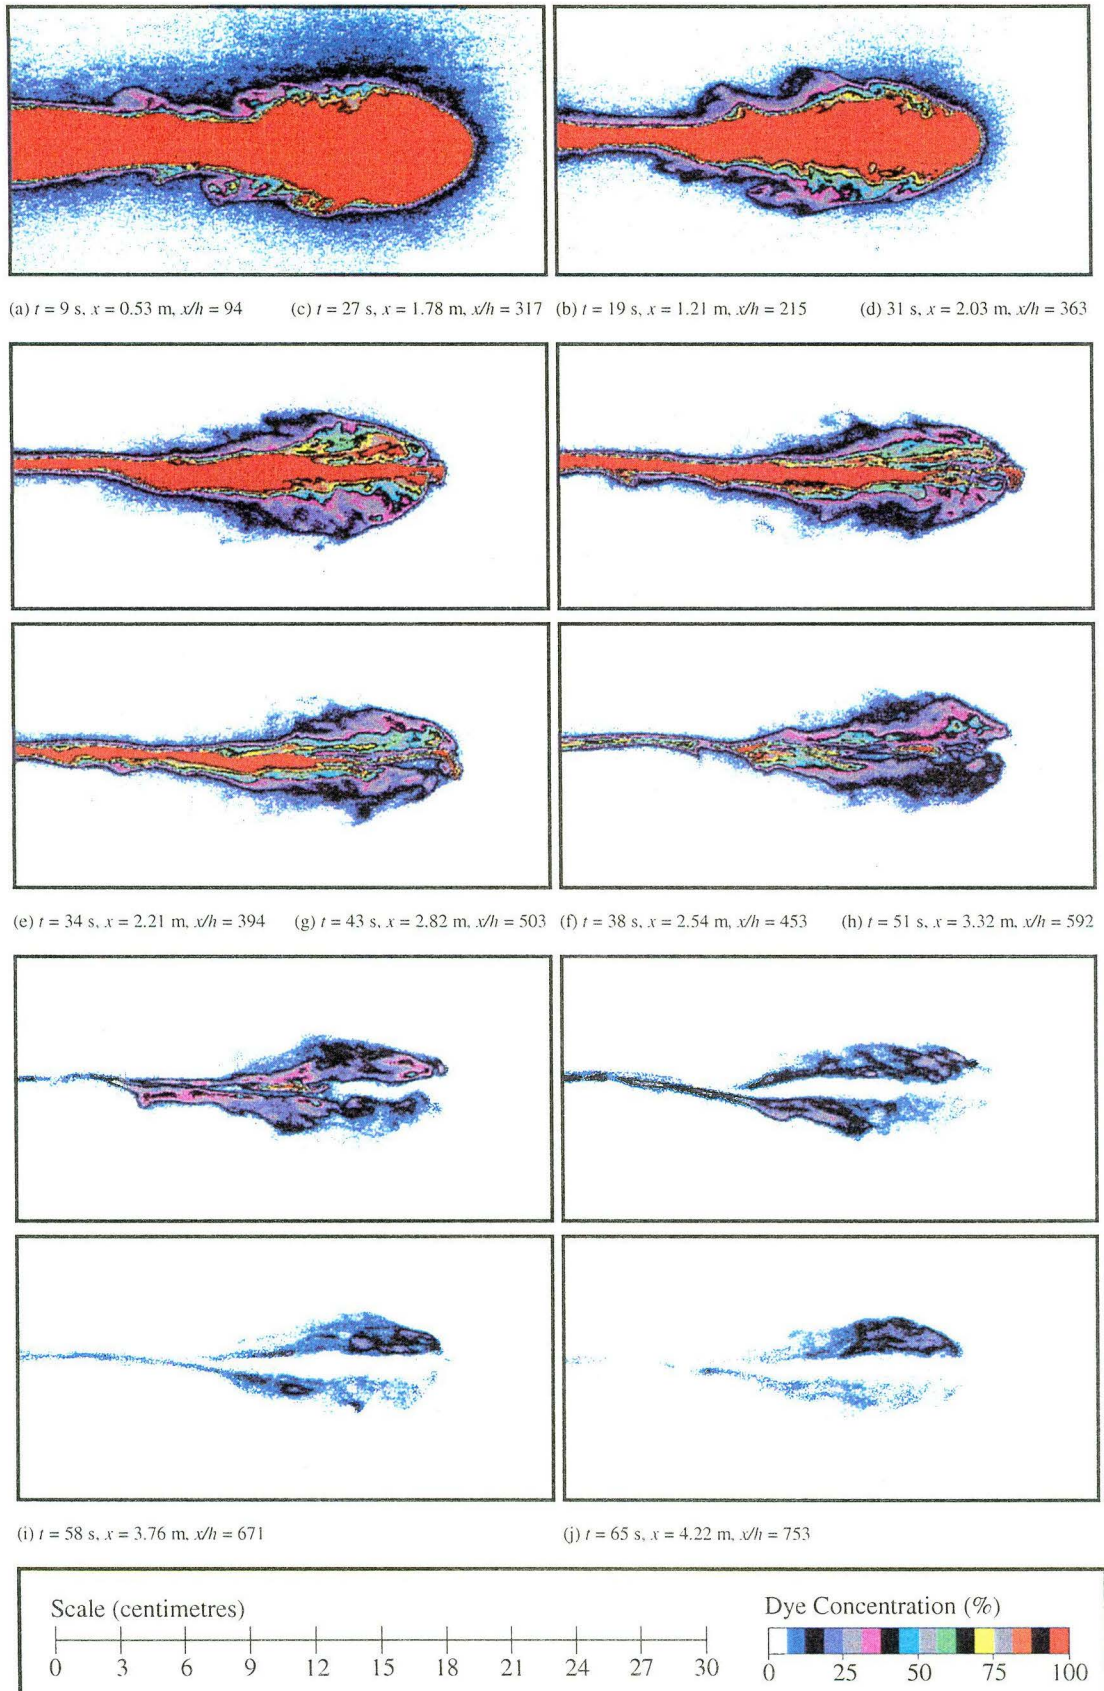 (a) t = 9 s, x = 0.53 m, x/h = 94 (c) t = 27 s, x = 1.78 m, x/h = 317 (b) t = 19 s, x = 1.21 m, x/h = 215 (d) 31 s, x = 2.03 m, x/h = 363
(e) t = 34 s, x = 2.21 m, x/h = 394 (g) t = 43 s, x = 2.82 m, x/h = 503 (f) t = 38 s, x = 2.54 m, x/h = 453 (h) t = 51 s, x = 3.32 m, x/h = 592
(i) t = 58 s, x = 3.76 m, x/h = 671 (j) t = 65 s, x = 4.22 m, x/h = 753
Scale (centimetres) Dye Concentration (%)
0 3 6 9 12 15 18 21 24 27 30 0 25 50 75 100